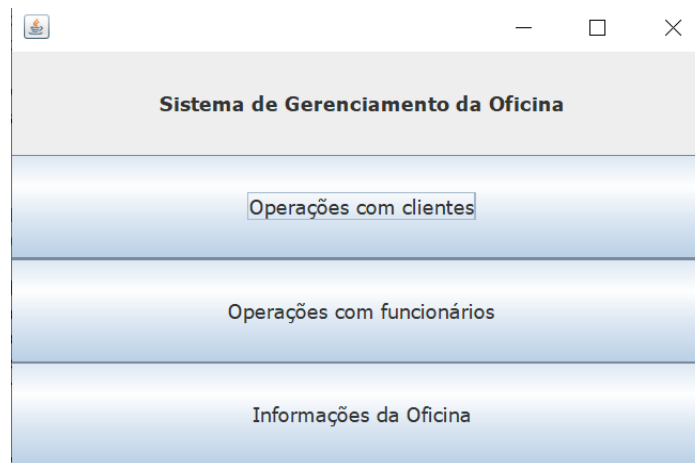 Sistema de Gerenciamento da Oficina
Operações com clientes
Operações com funcionários
Informações da Oficina